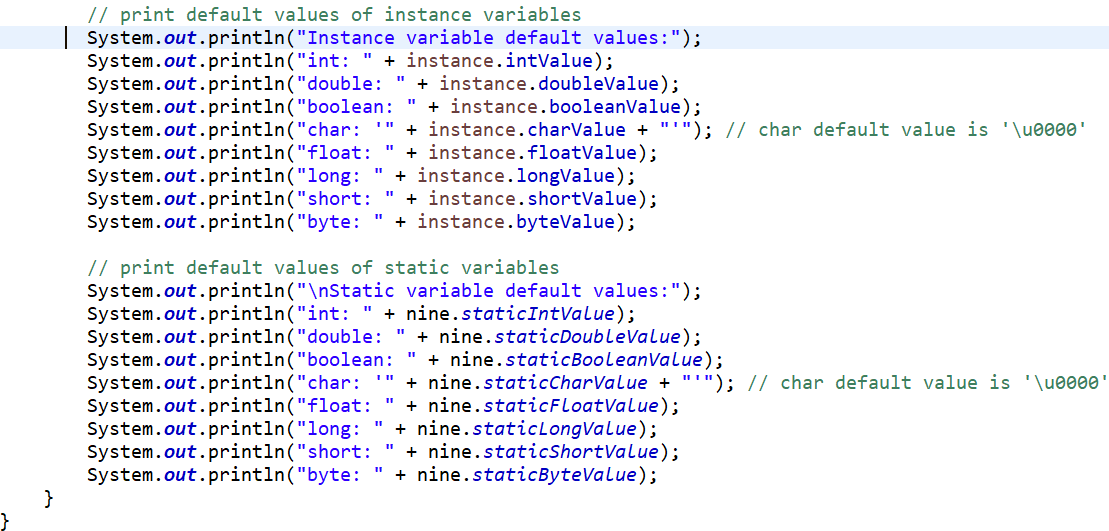 // print default values of instance variables
System.out.println("Instance variable default values:");
System.out.println("int: " + instance.intValue);
System.out.println("double: " + instance.doubleValue);
System.out.println("boolean: " + instance.booleanValue);
System.out.println("char: '" + instance.charValue + "'"); // char default value is '\u0000'
System.out.println("float: " + instance.floatValue);
System.out.println("long: " + instance.longValue);
System.out.println("short: " + instance.shortValue);
System.out.println("byte: " + instance.byteValue);

// print default values of static variables
System.out.println("\nStatic variable default values:");
System.out.println("int: " + nine.staticIntValue);
System.out.println("double: " + nine.staticDoubleValue);
System.out.println("boolean: " + nine.staticBooleanValue);
System.out.println("char: '" + nine.staticCharValue + "'"); // char default value is '\u0000'
System.out.println("float: " + nine.staticFloatValue);
System.out.println("long: " + nine.staticLongValue);
System.out.println("short: " + nine.staticShortValue);
System.out.println("byte: " + nine.staticByteValue);
}
}